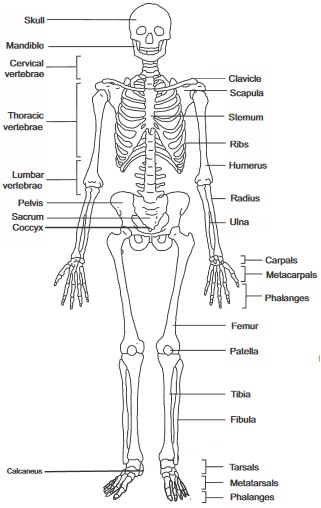 Skull
Mandible
Cervical
vertebrae
Thoracic
vertebrae
Lumbar
vertebrae
Pelvis
Sacrum
Coccyx
Calcaneus
Clavicle
Scapula
Stemum
Ribs
Humerus
Radius
Ulna
Carpals
Metacarpals
Phalanges
Femur
Patella
Tibia
Fibula
Tarsals
Metatarsals
Phalanges